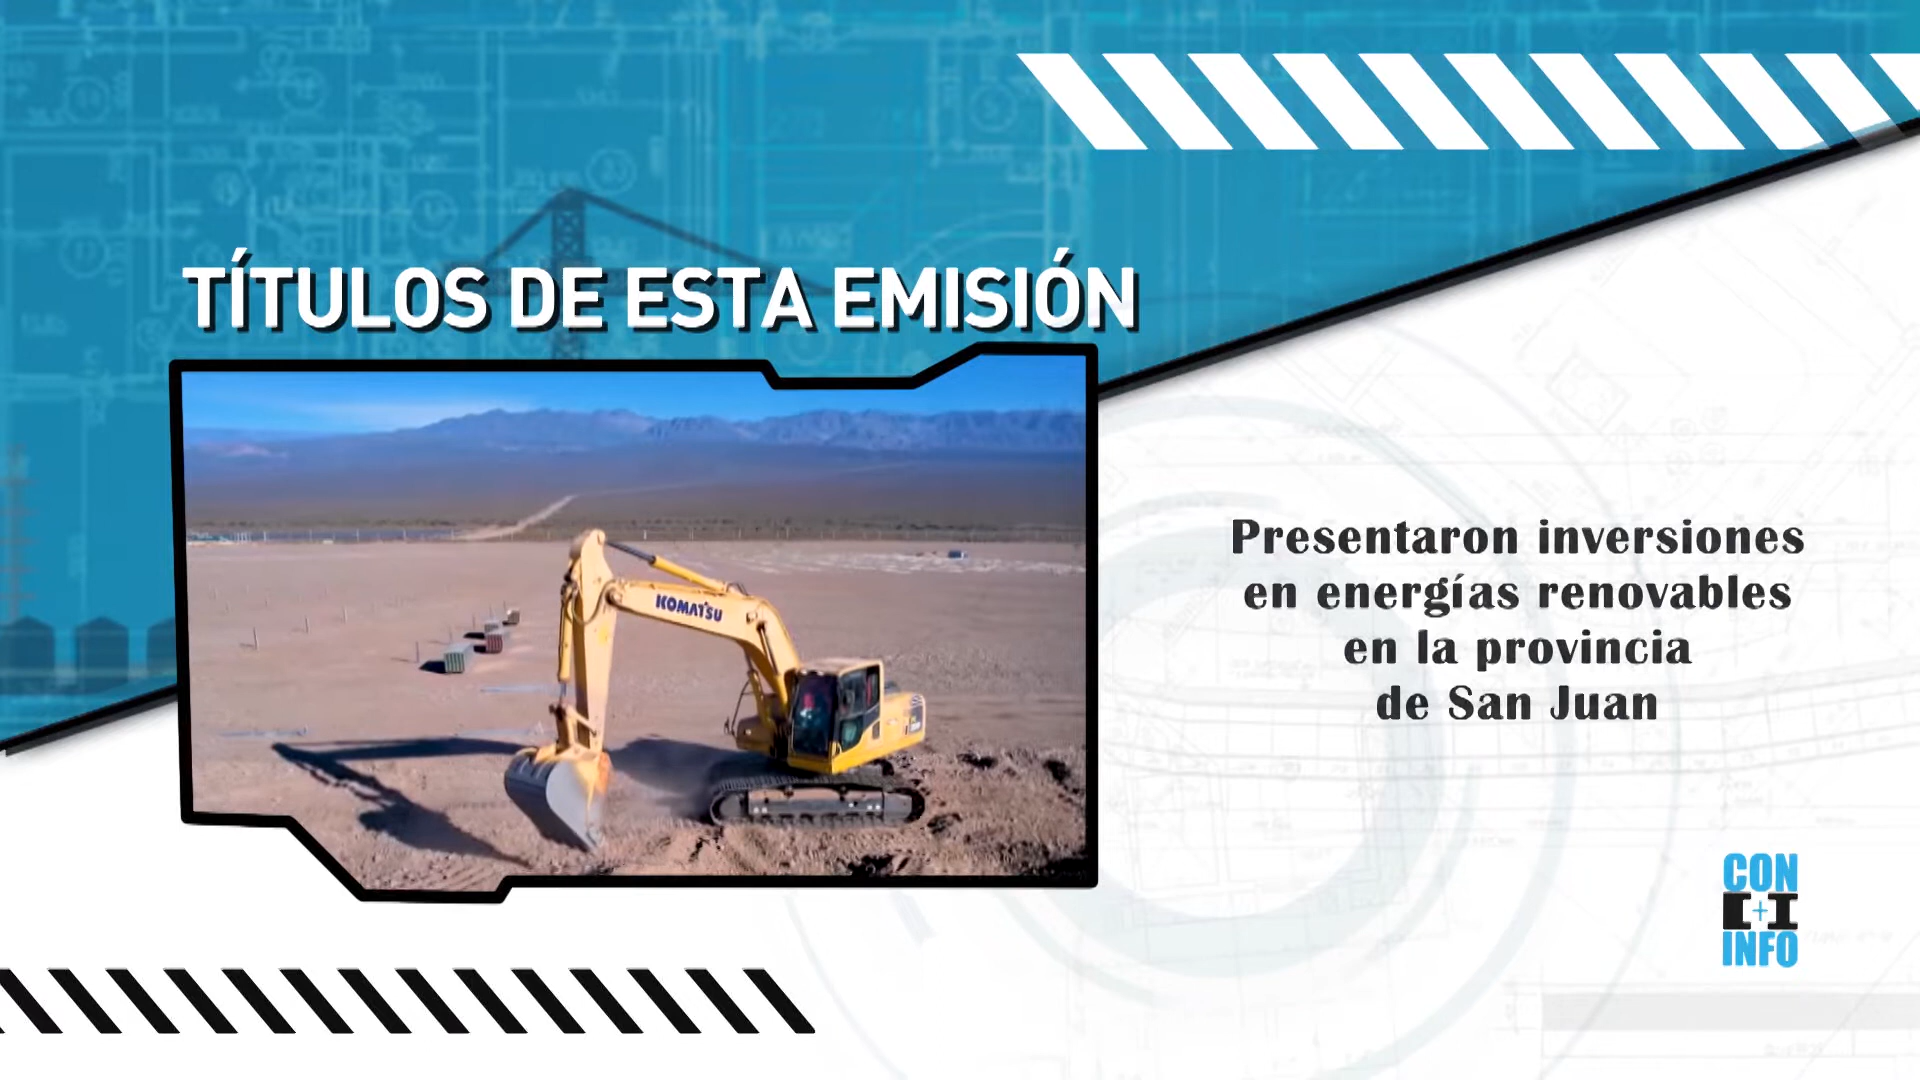 TÍTULOS DE ESTA EMISIÓN
KOMATSU
Presentaron inversiones
en energías renovables
en la provincia
de San Juan
CON
INFO